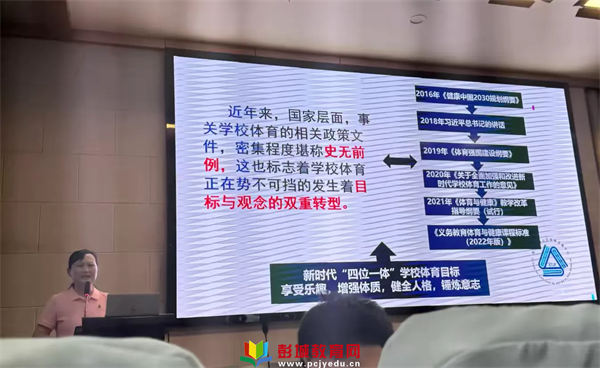 近年来，国家层面，事
关学校体育的相关政策文
件，密集程度堪称史无前
例，这也标志着学校体育
正在势不可挡的发生着目
标与观念的双重转型。
2016年《健康中国2030规划纲要》
2018年习近平总书记的讲话
2019年《体育强国建设纲要》
2020年《关于全面加强和改进新
时代学校体育工作的意见》
2021年《体育与健康》教学改革
指导纲要（试行）
《义务教育体育与健康课程标准
（2022年版）》
新时代“四位一体”学校体育目标
享受乐趣，增强体质，健全人格，锤炼意志
彭城教育网
www.pcjyedu.cn